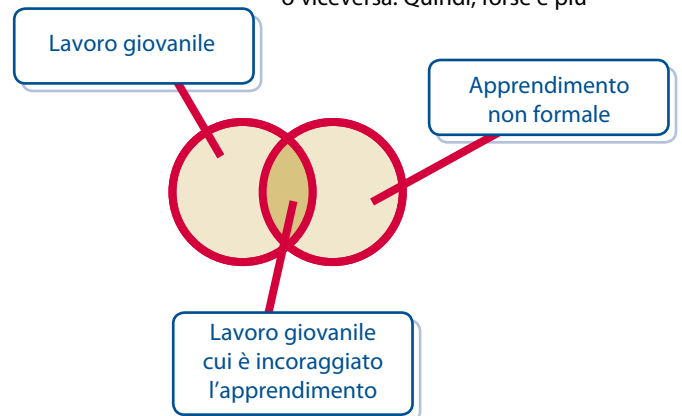 o viceversa. Quindi, forse è più
Lavoro giovanile
Apprendimento
non formale
Lavoro giovanile
cui è incoraggiato
l'apprendimento